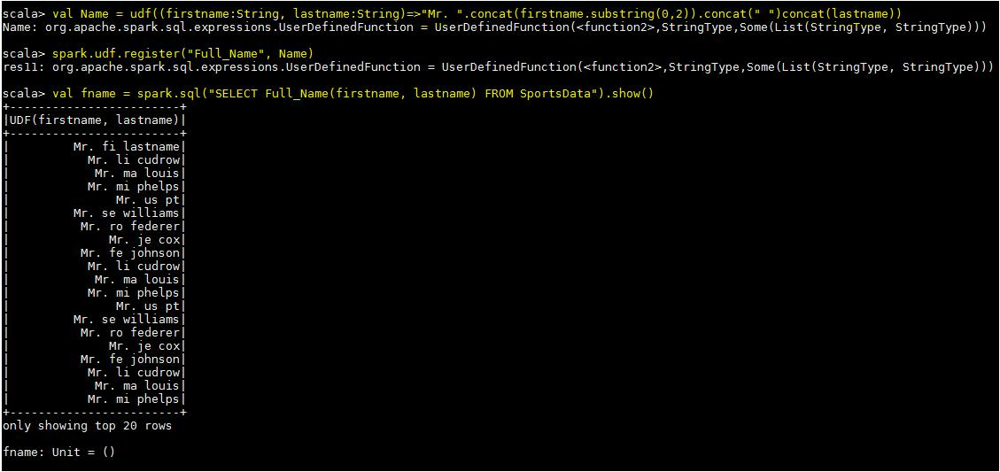 scala> val Name = udf((firstname:String, lastname:String)=>"Mr. ".concat(firstname.substring(0,2)).concat(" ")concat(lastname))
Name: org.apache.spark.sql.expressions.UserDefinedFunction = UserDefinedFunction(<function2>,StringType,Some(List(StringType, StringType)))
scala> spark.udf.register("Full_Name", Name)
res11: org.apache.spark.sql.expressions.UserDefinedFunction = UserDefinedFunction(<function2>,StringType,Some(List(StringType, StringType)))
scala> val fname = spark.sql("SELECT Full_Name(firstname, lastname) FROM SportsData").show()
+------------------------+
|UDF(firstname, lastname)|
+------------------------+
|         Mr. fi lastname|
|           Mr. li cudrow|
|            Mr. ma louis|
|           Mr. mi phelps|
|               Mr. us pt|
|         Mr. se williams|
|          Mr. ro federer|
|              Mr. je cox|
|          Mr. fe johnson|
|           Mr. li cudrow|
|            Mr. ma louis|
|           Mr. mi phelps|
|               Mr. us pt|
|         Mr. se williams|
|          Mr. ro federer|
|              Mr. je cox|
|          Mr. fe johnson|
|           Mr. li cudrow|
|            Mr. ma louis|
|           Mr. mi phelps|
+------------------------+
only showing top 20 rows
fname: Unit = ()